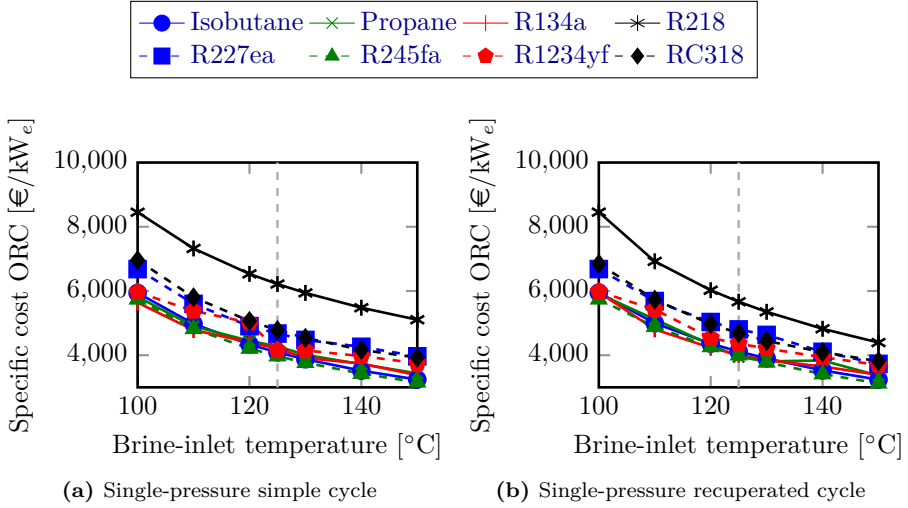 Isobutane Propane R134a R218
R227ea R245fa R1234yf RC318
Specific cost ORC [€/kWe]
10,000
8,000
6,000
4,000
100 120 140
Brine-inlet temperature [°C]
(a) Single-pressure simple cycle
Specific cost ORC [€/kWe]
10,000
8,000
6,000
4,000
100 120 140
Brine-inlet temperature [°C]
(b) Single-pressure recuperated cycle